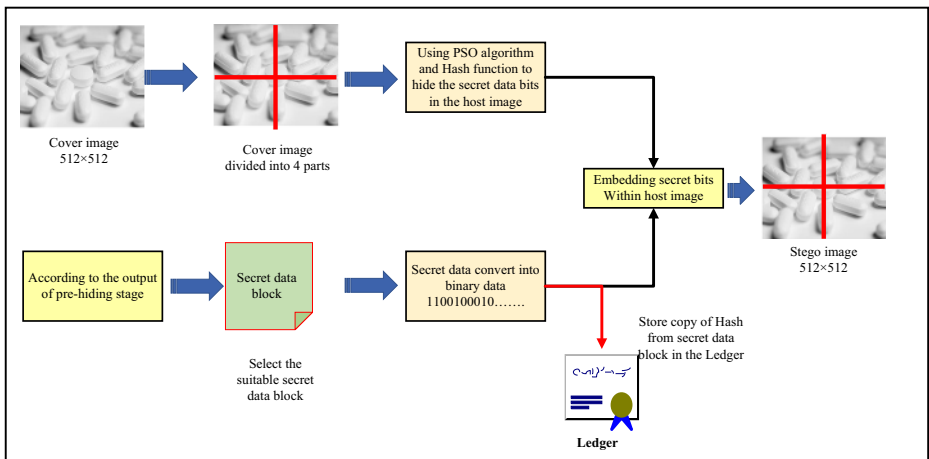 Cover image
512×512
Cover image
divided into 4 parts
Using PSO algorithm
and Hash function to
hide the secret data bits
in the host image
Embedding secret bits
Within host image
Stego image
512×512
According to the output
of pre-hiding stage
Secret data
block
Select the
suitable secret
data block
Secret data convert into
binary data
1100100010…….
Store copy of Hash
from secret data
block in the Ledger
Ledger